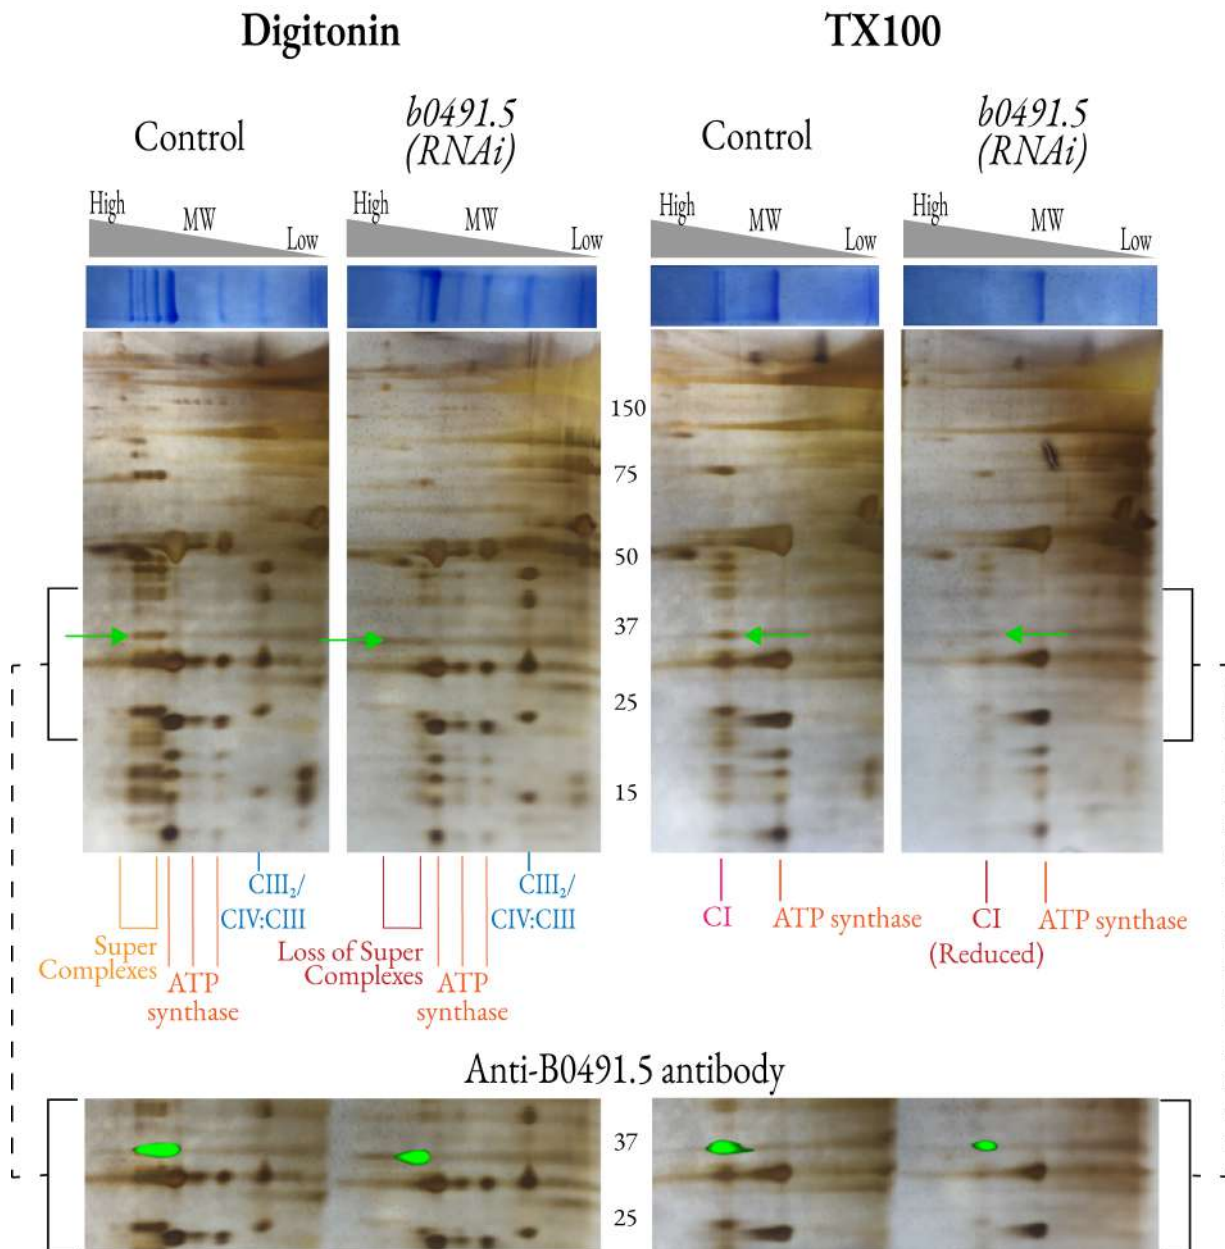 Digitonin
TX100
Control
b0491.5
(RNAi)
Control
b0491.5
(RNAi)
High
MW
Low
High
MW
Low
High
MW
Low
High
MW
Low
150
75
50
37
25
15
Super
Complexes
ATP
synthase
CIII₂/
CIV:CIII
Loss of Super
Complexes
ATP
synthase
CIII₂/
CIV:CIII
CI
ATP synthase
CI
(Reduced)
ATP synthase
Anti-B0491.5 antibody
37
25